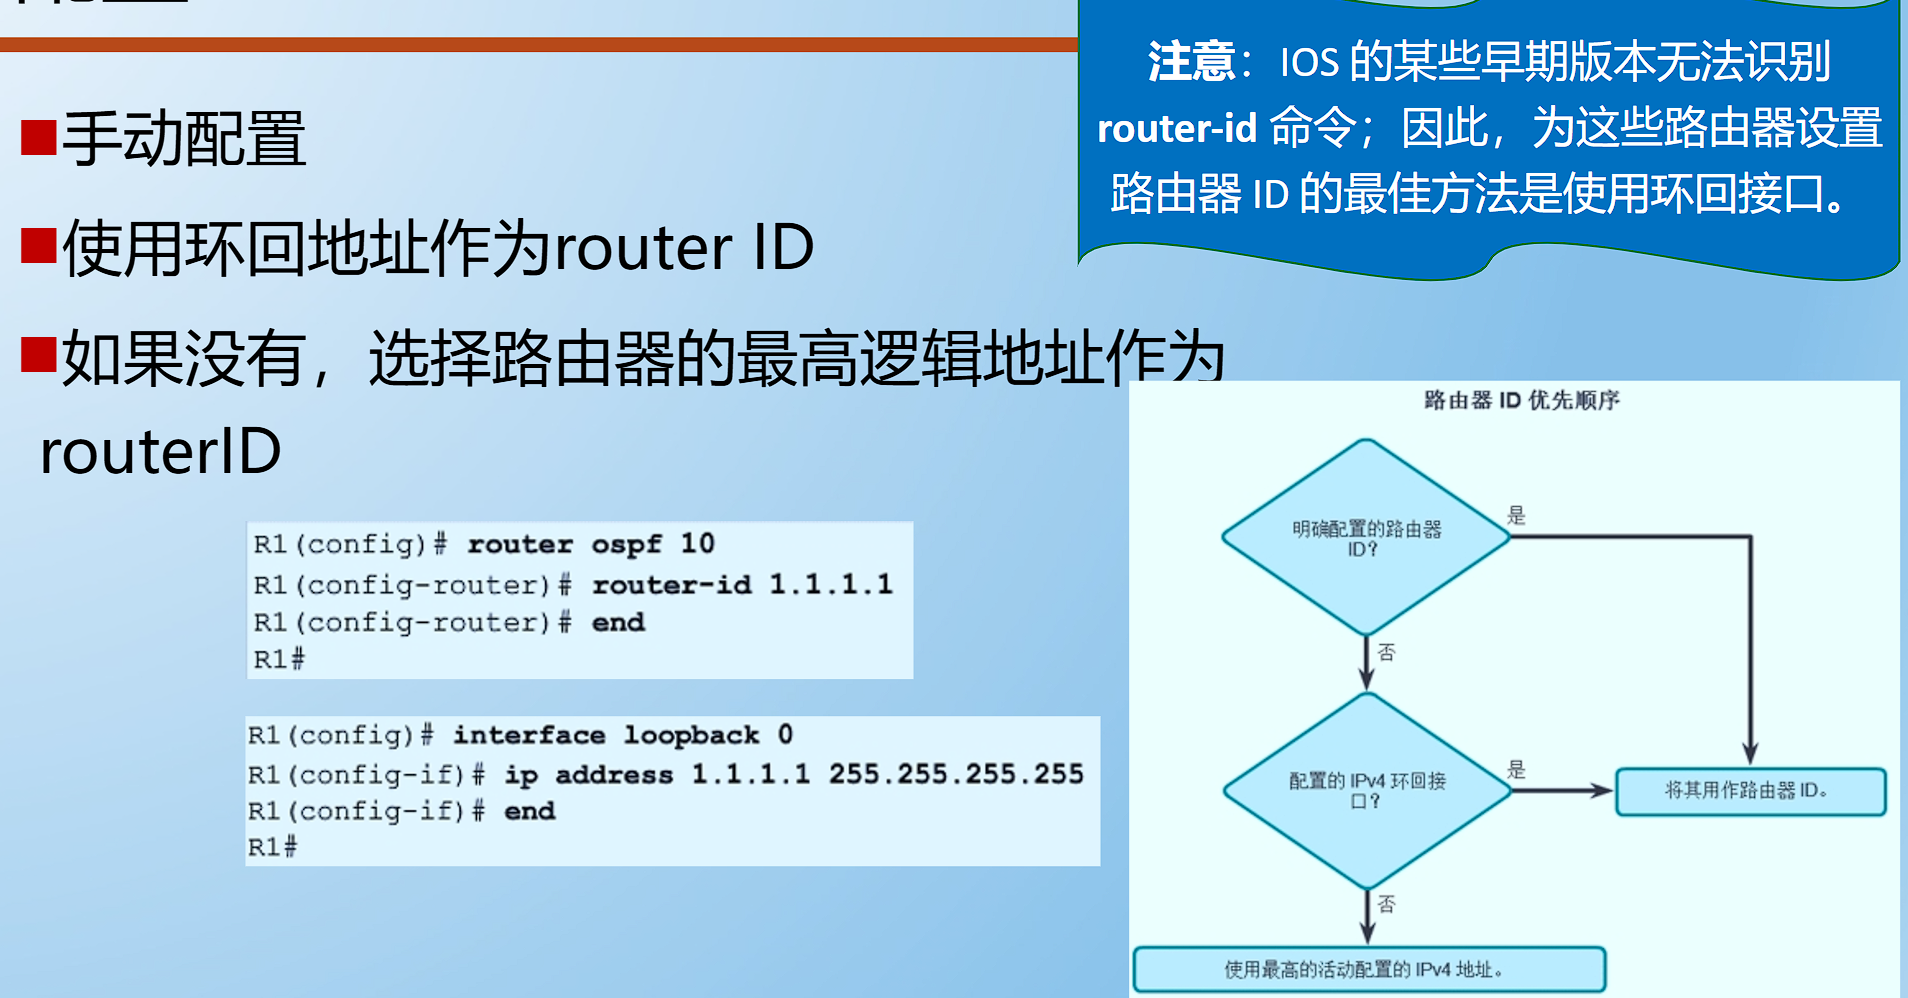 注意：IOS 的某些早期版本无法识别
router-id 命令；因此，为这些路由器设置
路由器 ID 的最佳方法是使用环回接口。
手动配置
使用环回地址作为router ID
如果没有，选择路由器的最高逻辑地址作为
routerID
R1(config)# router ospf 10
R1(config-router)# router-id 1.1.1.1
R1(config-router)# end
R1#
R1(config)# interface loopback 0
R1(config-if)# ip address 1.1.1.1 255.255.255.255
R1(config-if)# end
R1#
路由器 ID 优先顺序
明确配置的路由器
ID？
是
否
配置的 IPv4 环回接
口？
是
将其用作路由器 ID。
否
使用最高的活动配置的 IPv4 地址。